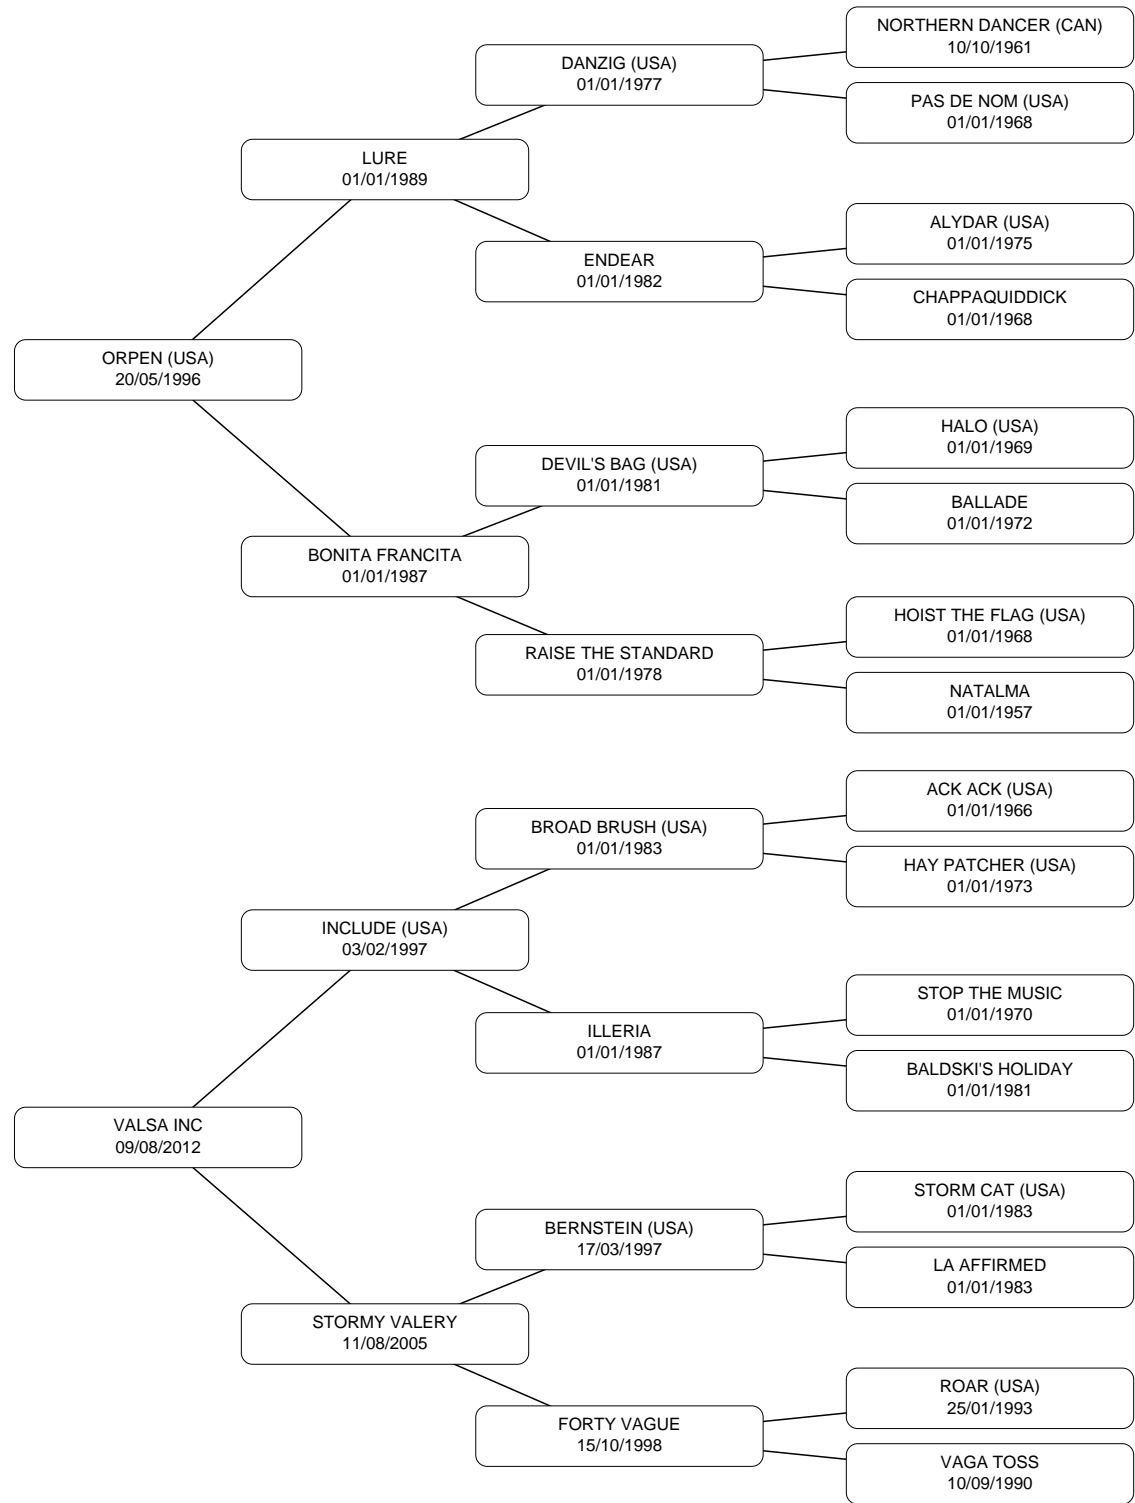 NORTHERN DANCER (CAN)
10/10/1961
DANZIG (USA)
01/01/1977
PAS DE NOM (USA)
01/01/1968
LURE
01/01/1989
ALYDAR (USA)
01/01/1975
ENDEAR
01/01/1982
CHAPPAQUIDDICK
01/01/1968
ORPEN (USA)
20/05/1996
HALO (USA)
01/01/1969
DEVIL'S BAG (USA)
01/01/1981
BALLADE
01/01/1972
BONITA FRANCITA
01/01/1987
HOIST THE FLAG (USA)
01/01/1968
RAISE THE STANDARD
01/01/1978
NATALMA
01/01/1957
ACK ACK (USA)
01/01/1966
BROAD BRUSH (USA)
01/01/1983
HAY PATCHER (USA)
01/01/1973
INCLUDE (USA)
03/02/1997
STOP THE MUSIC
01/01/1970
ILLERIA
01/01/1987
BALDSKI'S HOLIDAY
01/01/1981
VALSA INC
09/08/2012
STORM CAT (USA)
01/01/1983
BERNSTEIN (USA)
17/03/1997
LA AFFIRMED
01/01/1983
STORMY VALERY
11/08/2005
ROAR (USA)
25/01/1993
FORTY VAGUE
15/10/1998
VAGA TOSS
10/09/1990